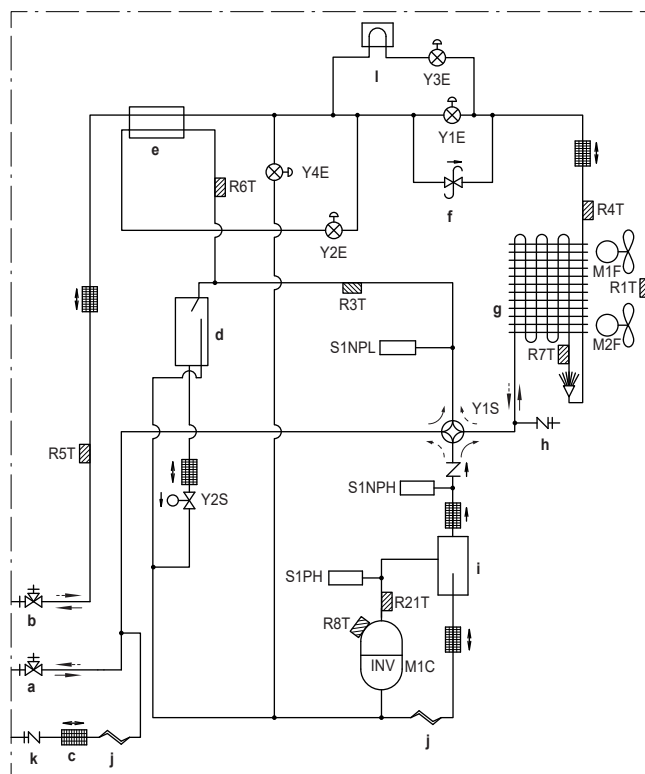 l
Y3E
Y1E
e
R6T
Y4E
f
R4T
Y2E
M1F
R1T
g
R3T
d
M2F
S1NPL
R7T
Y1S
h
R5T
Y2S
S1NPH
S1PH
i
R21T
b
R8T
INV
M1C
a
j
k
c
j